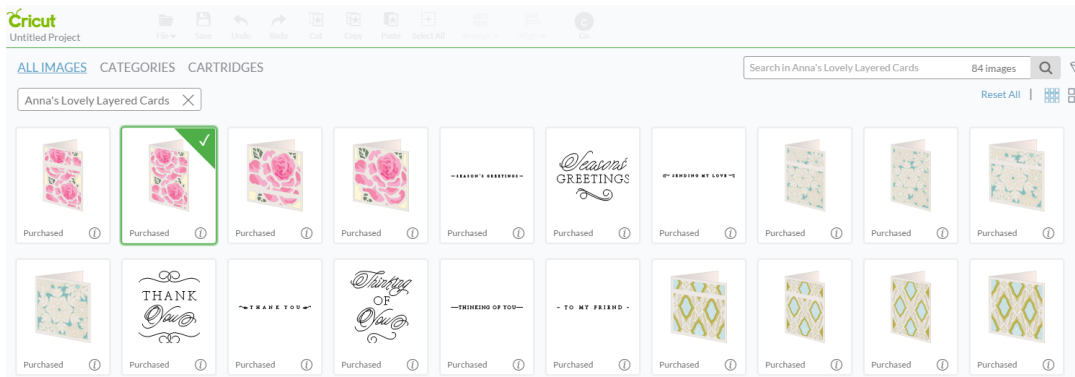 Cricut
Untitled Project
File Save Undo Redo Cut Copy Paste Select All Go
ALL IMAGES CATEGORIES CARTRIDGES
Search in Anna's Lovely Layered Cards 84 images
Anna's Lovely Layered Cards
Reset All
-SEASON'S GREETINGS-
Seasons
GREETINGS
SENDING MY LOVE
Purchased Purchased Purchased Purchased Purchased Purchased Purchased Purchased Purchased Purchased
THANK
You
THANK YOU
Thinking
OF
You
-THINKING OF YOU-
- TO MY FRIEND -
Purchased Purchased Purchased Purchased Purchased Purchased Purchased Purchased Purchased Purchased